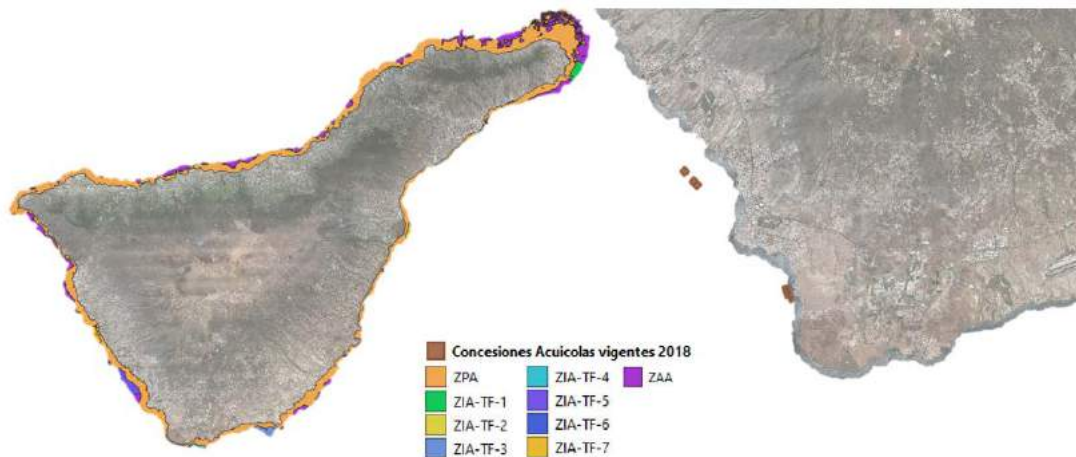 Concesiones Acuicolas vigentes 2018
ZPA
ZIA-TF-1
ZIA-TF-2
ZIA-TF-3
ZIA-TF-4
ZIA-TF-5
ZIA-TF-6
ZIA-TF-7
ZAA